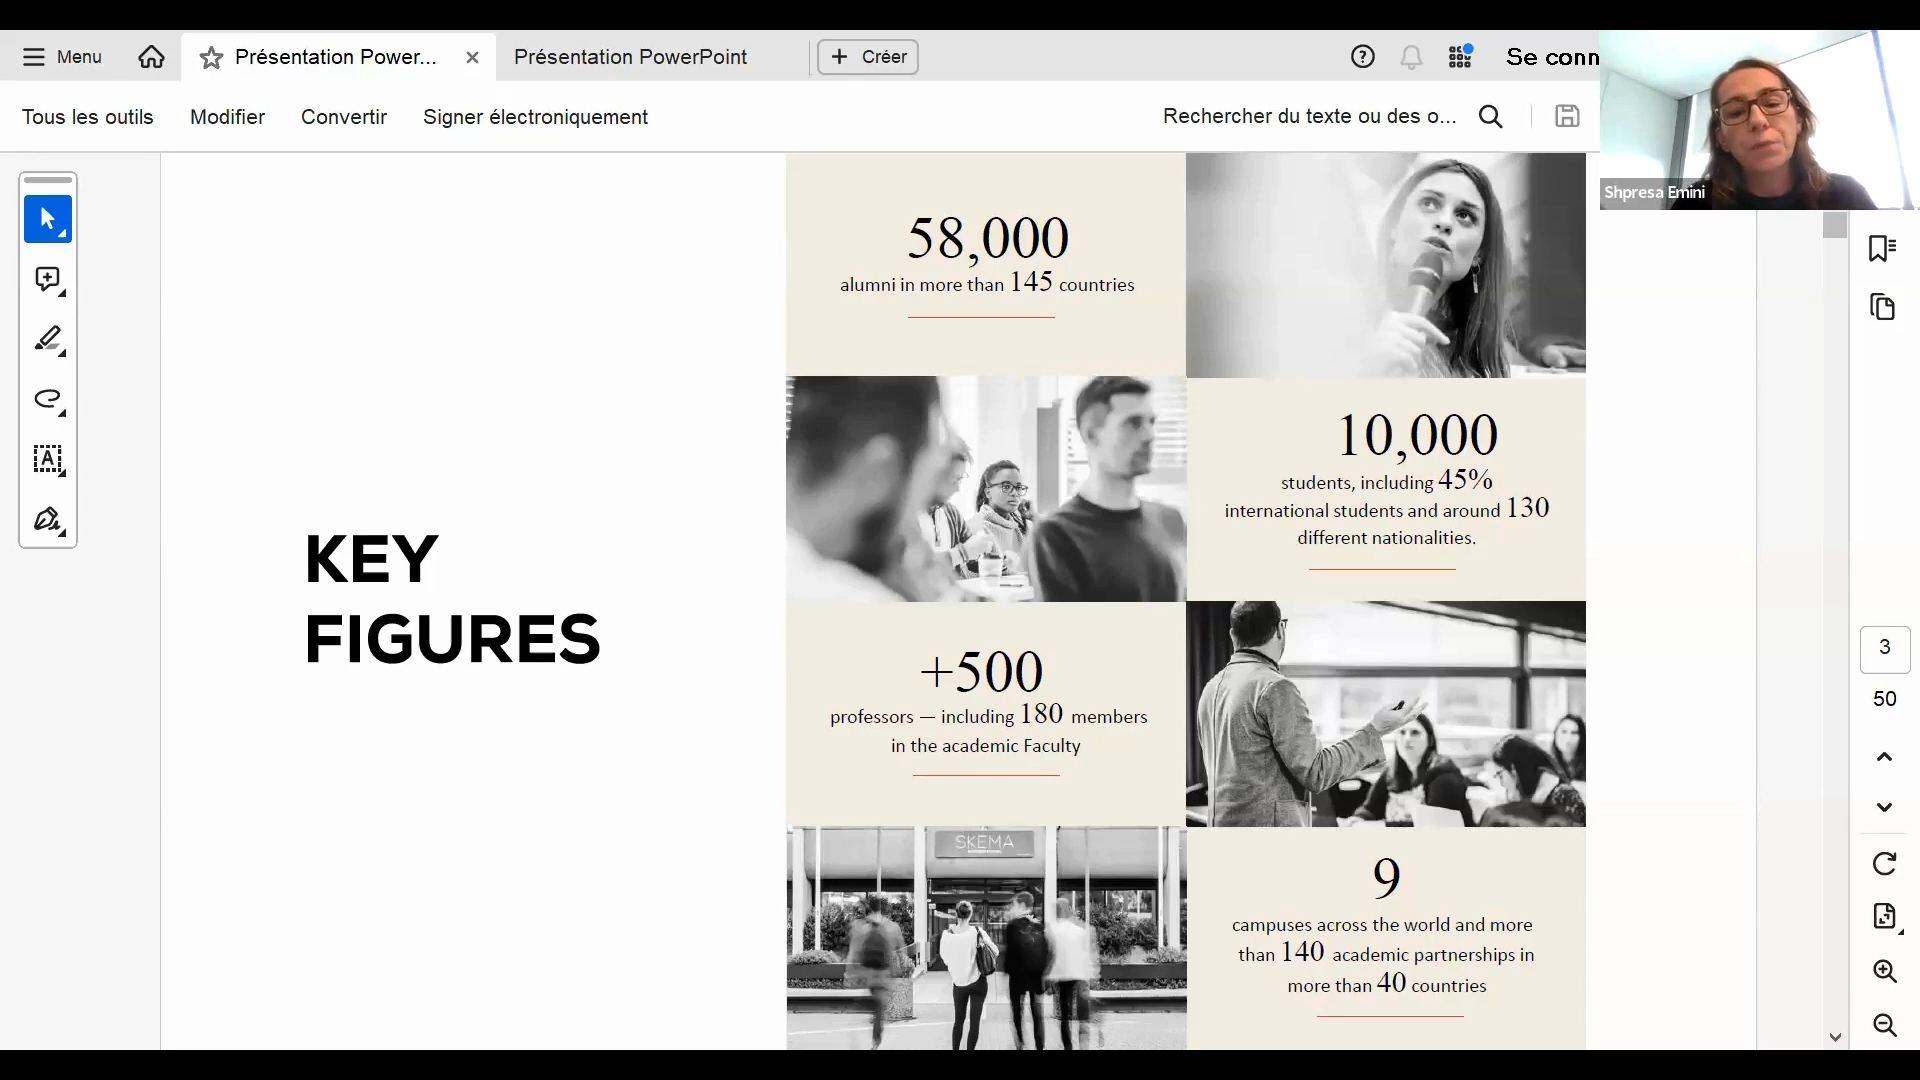 Menu
Présentation Power...
Présentation PowerPoint
Créer
Se conn
Tous les outils
Modifier
Convertir
Signer électroniquement
Rechercher du texte ou des o...
Shpresa Emini
KEY
FIGURES
58,000
alumni in more than 145 countries
10,000
students, including 45%
international students and around 130
different nationalities.
+500
professors — including 180 members
in the academic Faculty
SKEMA
9
campuses across the world and more
than 140 academic partnerships in
more than 40 countries
3
50